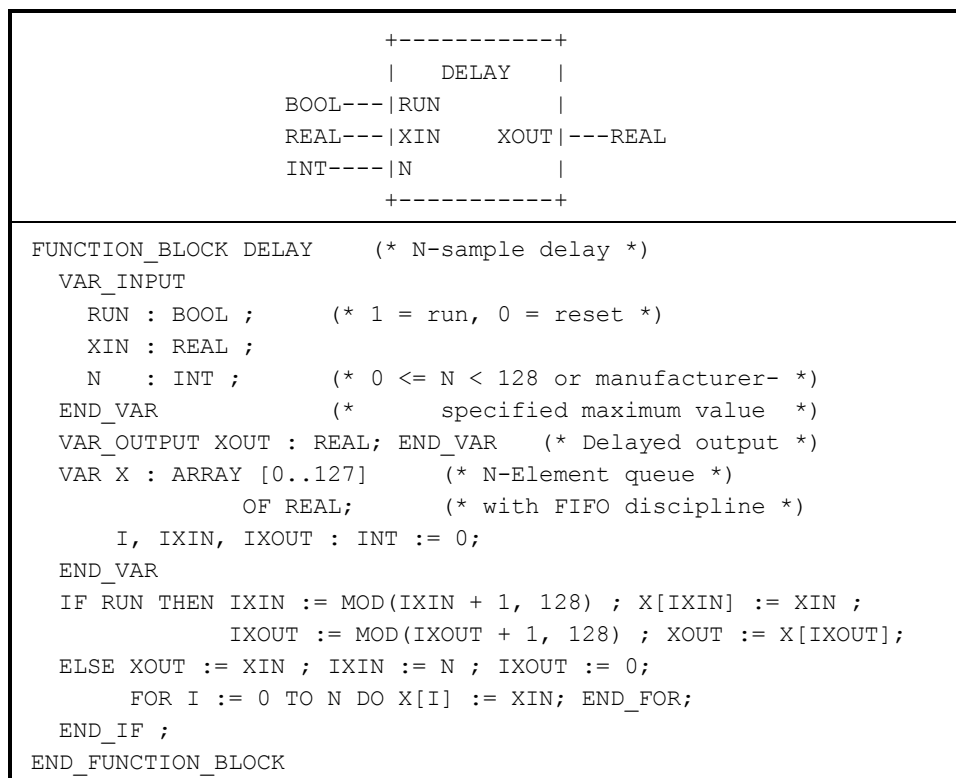 +-----------+
|   DELAY   |
BOOL---|RUN        |
REAL---|XIN    XOUT|---REAL
INT----|N          |
+-----------+
FUNCTION_BLOCK DELAY    (* N-sample delay *)
VAR_INPUT
RUN : BOOL ;      (* 1 = run, 0 = reset *)
XIN : REAL ;
N   : INT ;       (* 0 <= N < 128 or manufacturer- *)
END_VAR           (*      specified maximum value  *)
VAR_OUTPUT XOUT : REAL; END_VAR   (* Delayed output *)
VAR X : ARRAY [0..127]      (* N-Element queue *)
OF REAL;      (* with FIFO discipline *)
I, IXIN, IXOUT : INT := 0;
END_VAR
IF RUN THEN IXIN := MOD(IXIN + 1, 128) ; X[IXIN] := XIN ;
IXOUT := MOD(IXOUT + 1, 128) ; XOUT := X[IXOUT];
ELSE XOUT := XIN ; IXIN := N ; IXOUT := 0;
FOR I := 0 TO N DO X[I] := XIN; END_FOR;
END_IF ;
END_FUNCTION_BLOCK